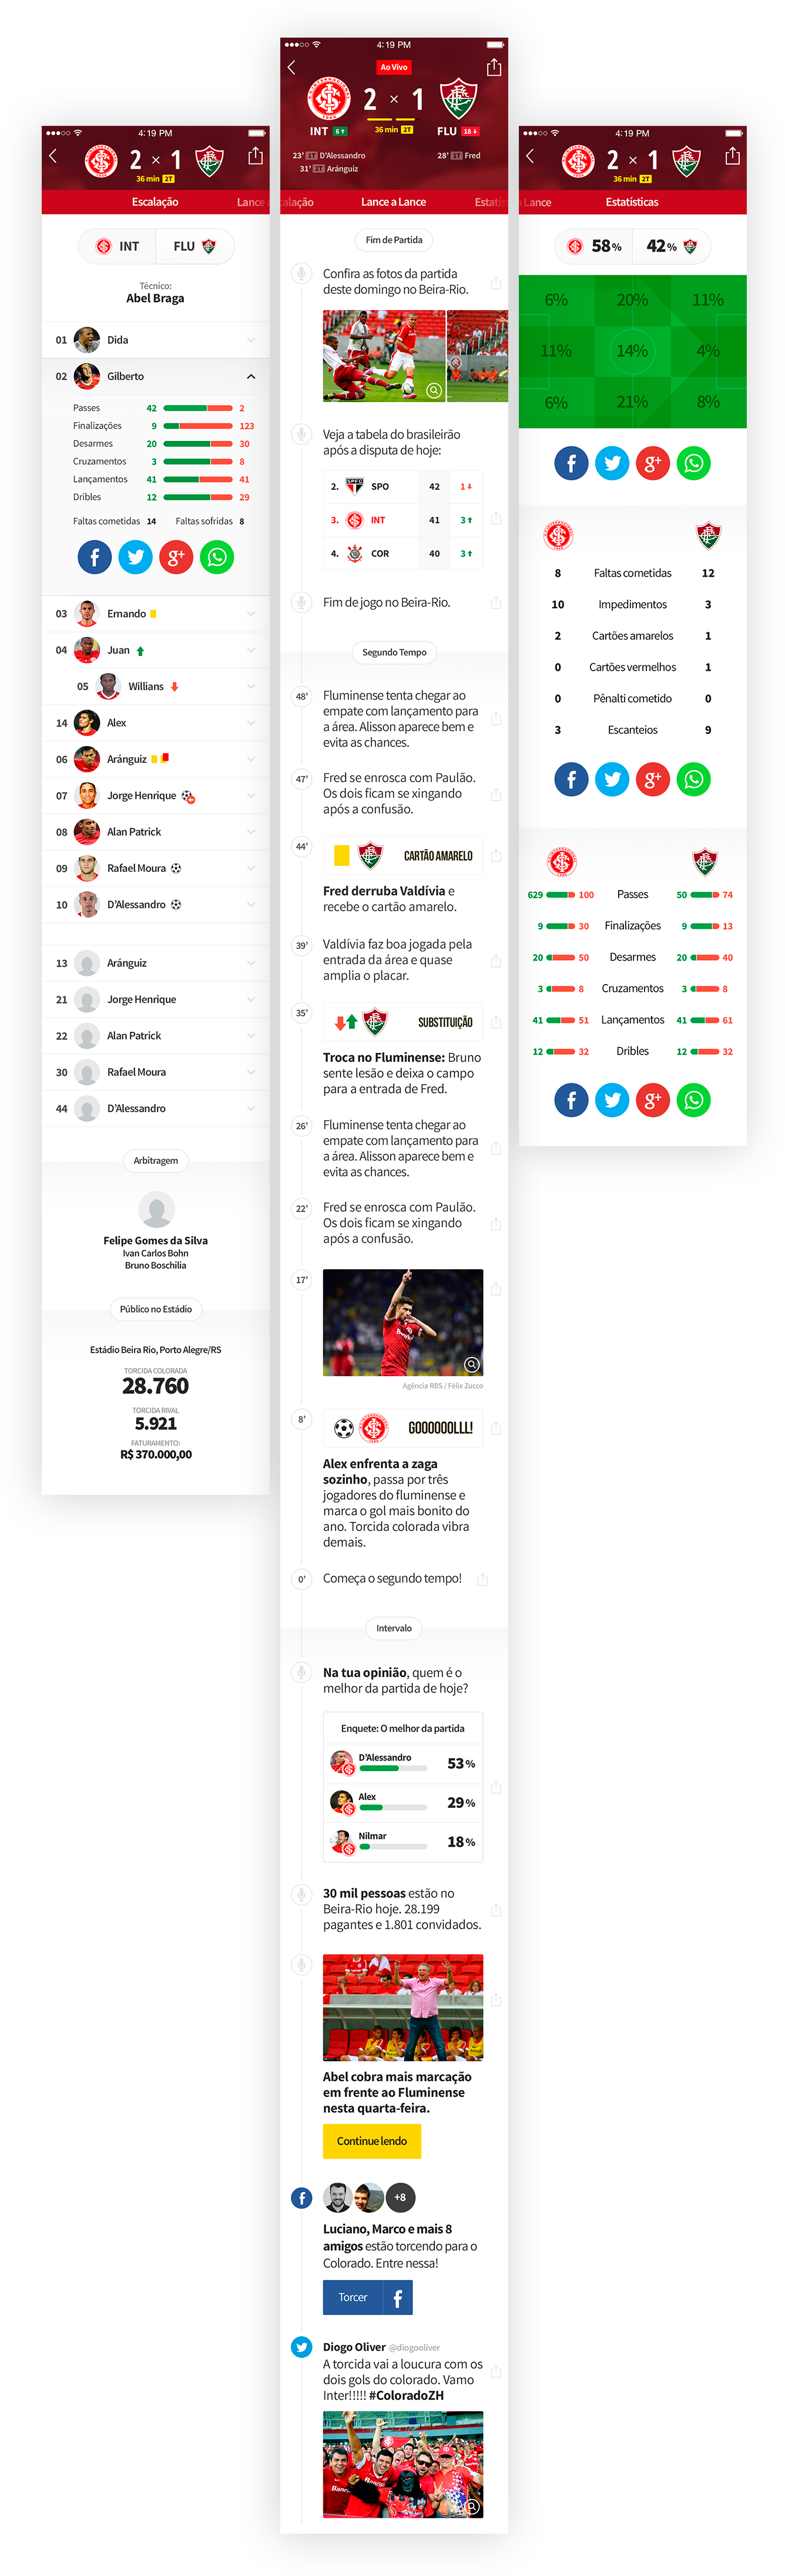 4:19 PM
2 × 1
36 min 2T
Escalação
Lance a
INT
FLU
Técnico:
Abel Braga
01 Dida
02 Gilberto
Passes 42 2
Finalizações 9 123
Desarmes 20 30
Cruzamentos 3 8
Lançamentos 41 41
Dribles 12 29
Faltas cometidas 14 Faltas sofridas 8
03 Ernando
04 Juan
05 Willians
14 Alex
06 Aránguiz
07 Jorge Henrique
08 Alan Patrick
09 Rafael Moura
10 D'Alessandro
13 Aránguiz
21 Jorge Henrique
22 Alan Patrick
30 Rafael Moura
44 D'Alessandro
Arbitragem
Felipe Gomes da Silva
Ivan Carlos Bohn
Bruno Boschilia
Público no Estádio
Estádio Beira Rio, Porto Alegre/RS
TORCIDA COLORADA
28.760
TORCIDA RIVAL
5.921
FATURAMENTO:
R$ 370.000,00
4:19 PM
Ao Vivo
2 × 1
INT 6
36 min 2T
FLU 18
23' 1T D'Alessandro
31' 2T Aránguiz
28' 1T Fred
calação
Lance a Lance
Estatís
Fim de Partida
Confira as fotos da partida
deste domingo no Beira-Rio.
Veja a tabela do brasileirão
após a disputa de hoje:
2. SPFC SPO 42 1
3. INT 41 3
4. COR 40 3
Fim de jogo no Beira-Rio.
Segundo Tempo
48' Fluminense tenta chegar ao
empate com lançamento para
a área. Alisson aparece bem e
evita as chances.
47' Fred se enrosca com Paulão.
Os dois ficam se xingando
após a confusão.
44' CARTÃO AMARELO
Fred derruba Valdívia e
recebe o cartão amarelo.
39' Valdívia faz boa jogada pela
entrada da área e quase
amplia o placar.
35' SUBSTITUIÇÃO
Troca no Fluminense: Bruno
sente lesão e deixa o campo
para a entrada de Fred.
26' Fluminense tenta chegar ao
empate com lançamento para
a área. Alisson aparece bem e
evita as chances.
22' Fred se enrosca com Paulão.
Os dois ficam se xingando
após a confusão.
17'
Agência RBS / Félix Zucco
8' GOOOOOOLLL!
Alex enfrenta a zaga
sozinho, passa por três
jogadores do fluminense e
marca o gol mais bonito do
ano. Torcida colorada vibra
demais.
0' Começa o segundo tempo!
Intervalo
Na tua opinião, quem é o
melhor da partida de hoje?
Enquete: O melhor da partida
D'Alessandro 53 %
Alex 29 %
Nilmar 18 %
30 mil pessoas estão no
Beira-Rio hoje. 28.199
pagantes e 1.801 convidados.
Abel cobra mais marcação
em frente ao Fluminense
nesta quarta-feira.
Continue lendo
+8
Luciano, Marco e mais 8
amigos estão torcendo para o
Colorado. Entre nessa!
Torcer
Diogo Oliver @diogooliver
A torcida vai a loucura com os
dois gols do colorado. Vamo
Inter!!!!! #ColoradoZH
4:19 PM
2 × 1
36 min 2T
a Lance
Estatísticas
58 %
42 %
6% 20% 11%
11% 14% 4%
6% 21% 8%
8 Faltas cometidas 12
10 Impedimentos 3
2 Cartões amarelos 1
0 Cartões vermelhos 1
0 Pênalti cometido 0
3 Escanteios 9
629 100 Passes 50 74
9 30 Finalizações 9 13
20 50 Desarmes 20 40
3 8 Cruzamentos 3 8
41 51 Lançamentos 41 61
12 32 Dribles 12 32